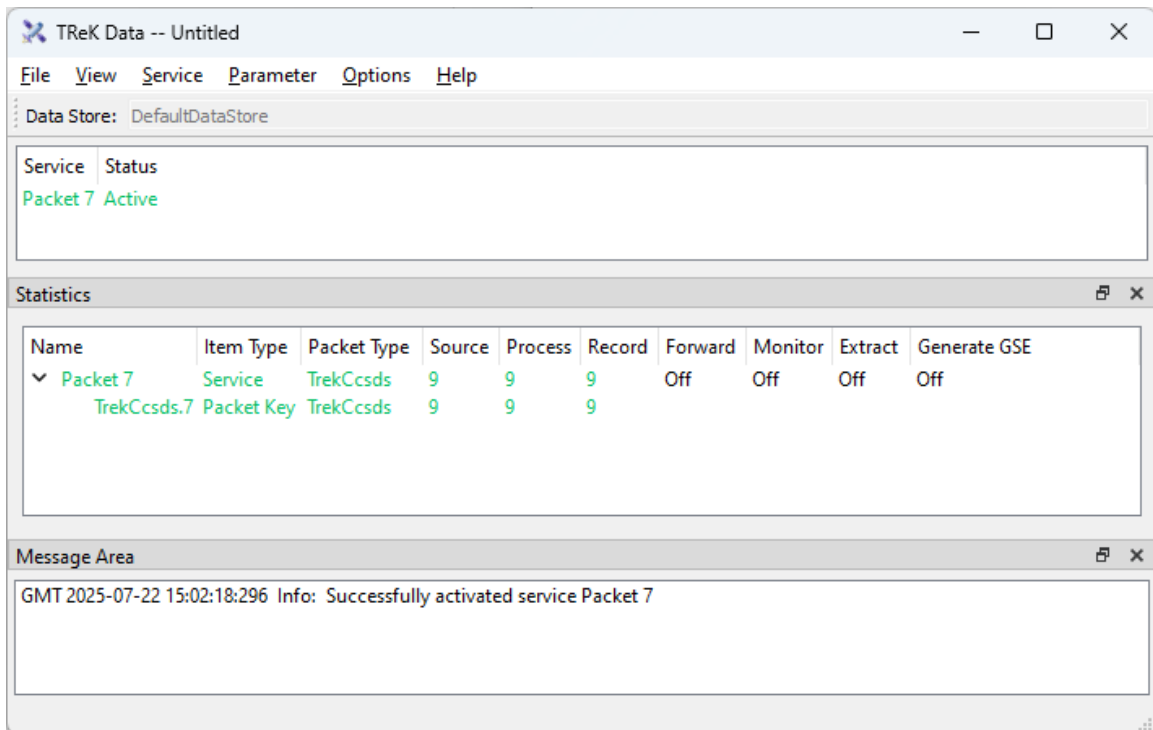 TReK Data -- Untitled
File View Service Parameter Options Help
Data Store: DefaultDataStore
Service Status
Packet 7 Active
Statistics
Name Item Type Packet Type Source Process Record Forward Monitor Extract Generate GSE
Packet 7 Service TrekCcsds 9 9 9 Off Off Off Off
TrekCcsds.7 Packet Key TrekCcsds 9 9 9
Message Area
GMT 2025-07-22 15:02:18:296 Info: Successfully activated service Packet 7